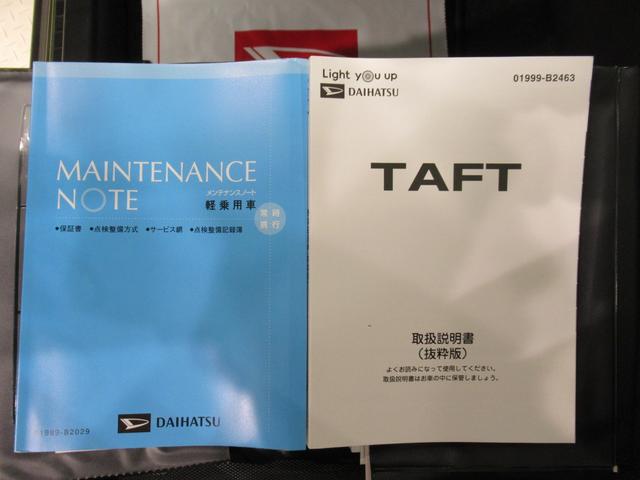 MAINTENANCE
NOTE
メンテナンスノート
軽乗用車
常時
携行
●保証書 ●点検整備方式 ●サービス網 ●点検整備記録簿
DAIHATSU
01999-B2029
Light you up
DAIHATSU
01999-B2463
TAFT
取扱説明書
(抜粋版)
よくお読みになって使用してください。
取扱説明書はお車の中に保管しましょう。